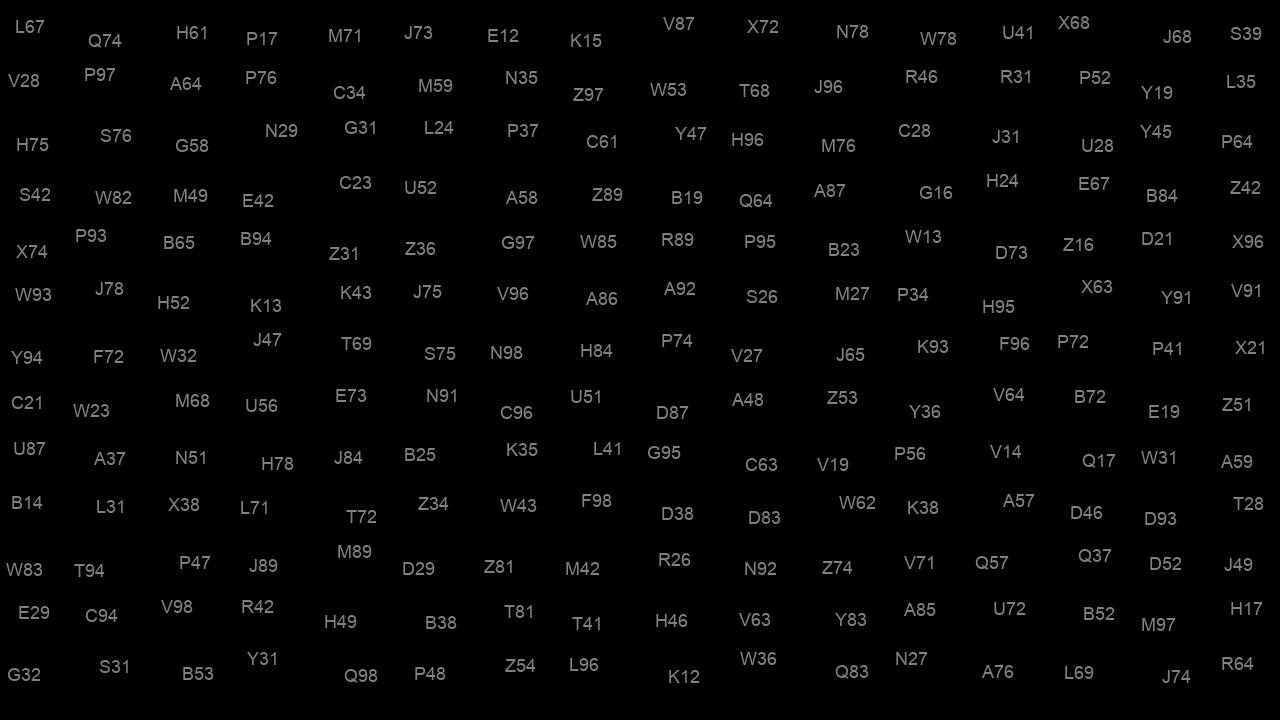 L67 Q74 H61 P17 M71 J73 E12 K15 V87 X72 N78 W78 U41 X68 J68 S39
V28 P97 A64 P76 C34 M59 N35 Z97 W53 T68 J96 R46 R31 P52 Y19 L35
H75 S76 G58 N29 G31 L24 P37 C61 Y47 H96 M76 C28 J31 U28 Y45 P64
S42 W82 M49 E42 C23 U52 A58 Z89 B19 Q64 A87 G16 H24 E67 B84 Z42
X74 P93 B65 B94 Z31 Z36 G97 W85 R89 P95 B23 W13 D73 Z16 D21 X96
W93 J78 H52 K13 K43 J75 V96 A86 A92 S26 M27 P34 H95 X63 Y91 V91
Y94 F72 W32 J47 T69 S75 N98 H84 P74 V27 J65 K93 F96 P72 P41 X21
C21 W23 M68 U56 E73 N91 C96 U51 D87 A48 Z53 Y36 V64 B72 E19 Z51
U87 A37 N51 H78 J84 B25 K35 L41 G95 C63 V19 P56 V14 Q17 W31 A59
B14 L31 X38 L71 T72 Z34 W43 F98 D38 D83 W62 K38 A57 D46 D93 T28
W83 T94 P47 J89 M89 D29 Z81 M42 R26 N92 Z74 V71 Q57 Q37 D52 J49
E29 C94 V98 R42 H49 B38 T81 T41 H46 V63 Y83 A85 U72 B52 M97 H17
G32 S31 B53 Y31 Q98 P48 Z54 L96 K12 W36 Q83 N27 A76 L69 J74 R64